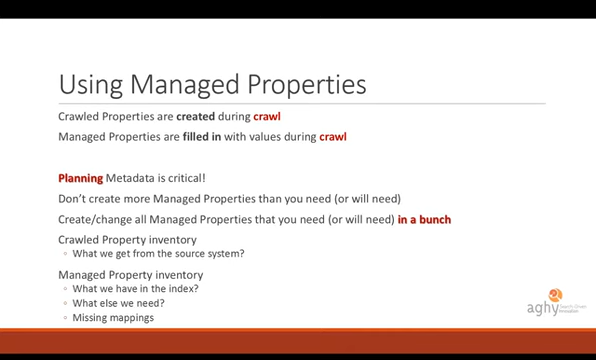 Using Managed Properties
Crawled Properties are created during crawl
Managed Properties are filled in with values during crawl
Planning Metadata is critical!
Don't create more Managed Properties than you need (or will need)
Create/change all Managed Properties that you need (or will need) in a bunch
Crawled Property inventory
◦ What we get from the source system?
Managed Property inventory
◦ What we have in the index?
◦ What else we need?
◦ Missing mappings
aghy
Search-Driven
Innovation